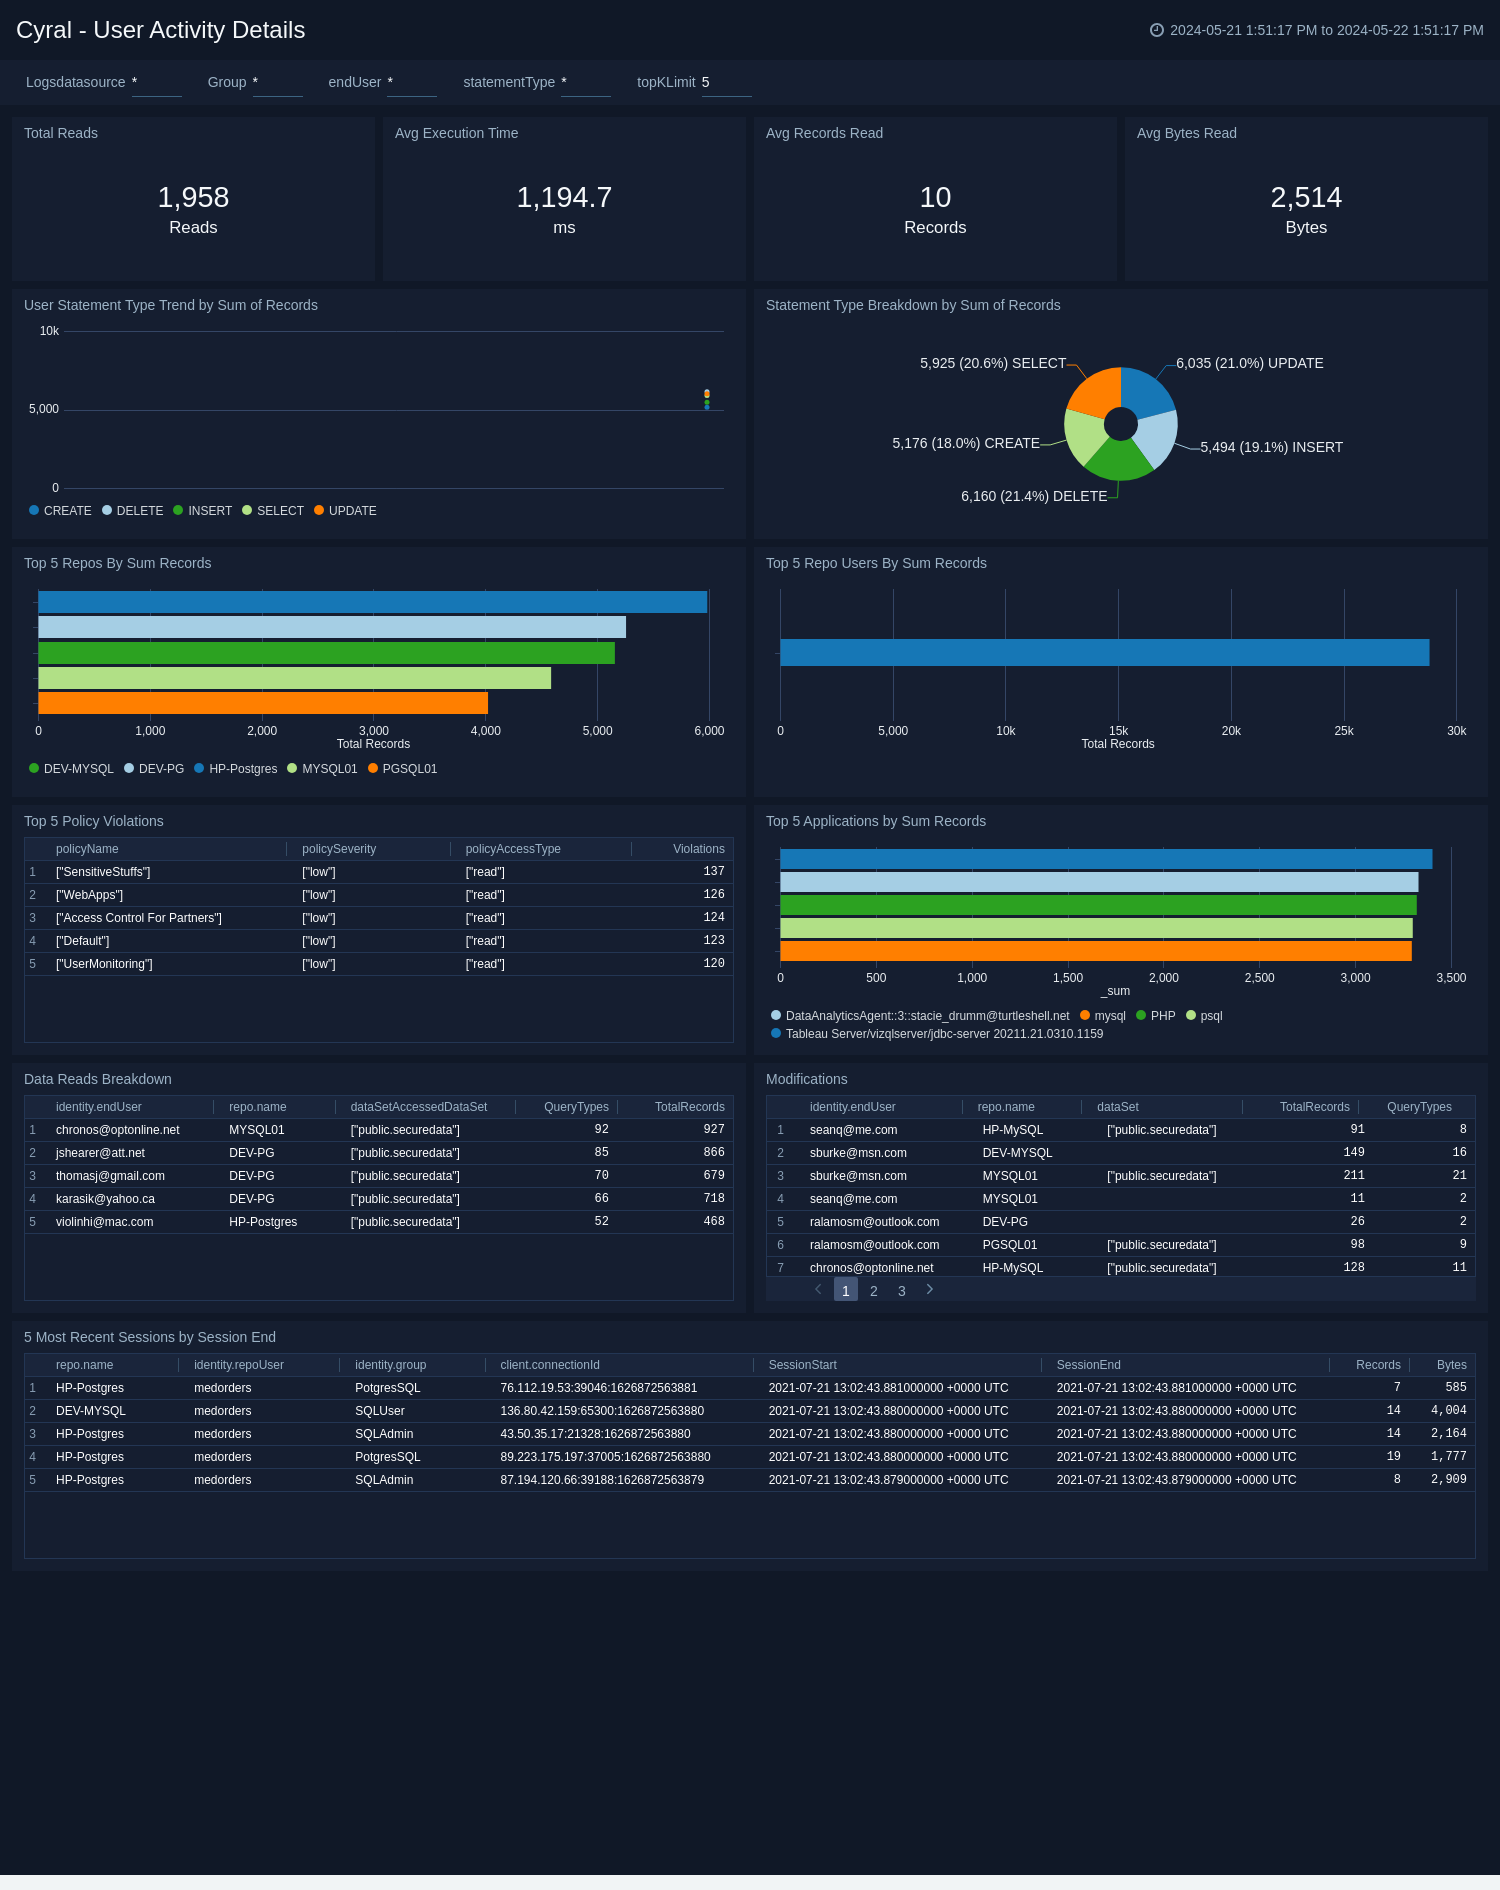 Cyral - User Activity Details
2024-05-21 1:51:17 PM to 2024-05-22 1:51:17 PM
Logsdatasource * Group * endUser * statementType * topKLimit 5
Total Reads
1,958
Reads
Avg Execution Time
1,194.7
ms
Avg Records Read
10
Records
Avg Bytes Read
2,514
Bytes
User Statement Type Trend by Sum of Records
10k
5,000
0
CREATE DELETE INSERT SELECT UPDATE
Statement Type Breakdown by Sum of Records
5,925 (20.6%) SELECT
6,035 (21.0%) UPDATE
5,176 (18.0%) CREATE
5,494 (19.1%) INSERT
6,160 (21.4%) DELETE
Top 5 Repos By Sum Records
0 1,000 2,000 3,000 4,000 5,000 6,000
Total Records
DEV-MYSQL DEV-PG HP-Postgres MYSQL01 PGSQL01
Top 5 Repo Users By Sum Records
0 5,000 10k 15k 20k 25k 30k
Total Records
Top 5 Policy Violations
policyName policySeverity policyAccessType Violations
1 ["SensitiveStuffs"] ["low"] ["read"] 137
2 ["WebApps"] ["low"] ["read"] 126
3 ["Access Control For Partners"] ["low"] ["read"] 124
4 ["Default"] ["low"] ["read"] 123
5 ["UserMonitoring"] ["low"] ["read"] 120
Top 5 Applications by Sum Records
0 500 1,000 1,500 2,000 2,500 3,000 3,500
_sum
DataAnalyticsAgent::3::stacie_drumm@turtleshell.net mysql PHP psql
Tableau Server/vizqlserver/jdbc-server 20211.21.0310.1159
Data Reads Breakdown
identity.endUser repo.name dataSetAccessedDataSet QueryTypes TotalRecords
1 chronos@optonline.net MYSQL01 ["public.securedata"] 92 927
2 jshearer@att.net DEV-PG ["public.securedata"] 85 866
3 thomasj@gmail.com DEV-PG ["public.securedata"] 70 679
4 karasik@yahoo.ca DEV-PG ["public.securedata"] 66 718
5 violinhi@mac.com HP-Postgres ["public.securedata"] 52 468
Modifications
identity.endUser repo.name dataSet TotalRecords QueryTypes
1 seanq@me.com HP-MySQL ["public.securedata"] 91 8
2 sburke@msn.com DEV-MYSQL 149 16
3 sburke@msn.com MYSQL01 ["public.securedata"] 211 21
4 seanq@me.com MYSQL01 11 2
5 ralamosm@outlook.com DEV-PG 26 2
6 ralamosm@outlook.com PGSQL01 ["public.securedata"] 98 9
7 chronos@optonline.net HP-MySQL ["public.securedata"] 128 11
1 2 3
5 Most Recent Sessions by Session End
repo.name identity.repoUser identity.group client.connectionId SessionStart SessionEnd Records Bytes
1 HP-Postgres medorders PotgresSQL 76.112.19.53:39046:1626872563881 2021-07-21 13:02:43.881000000 +0000 UTC 2021-07-21 13:02:43.881000000 +0000 UTC 7 585
2 DEV-MYSQL medorders SQLUser 136.80.42.159:65300:1626872563880 2021-07-21 13:02:43.880000000 +0000 UTC 2021-07-21 13:02:43.880000000 +0000 UTC 14 4,004
3 HP-Postgres medorders SQLAdmin 43.50.35.17:21328:1626872563880 2021-07-21 13:02:43.880000000 +0000 UTC 2021-07-21 13:02:43.880000000 +0000 UTC 14 2,164
4 HP-Postgres medorders PotgresSQL 89.223.175.197:37005:1626872563880 2021-07-21 13:02:43.880000000 +0000 UTC 2021-07-21 13:02:43.880000000 +0000 UTC 19 1,777
5 HP-Postgres medorders SQLAdmin 87.194.120.66:39188:1626872563879 2021-07-21 13:02:43.879000000 +0000 UTC 2021-07-21 13:02:43.879000000 +0000 UTC 8 2,909